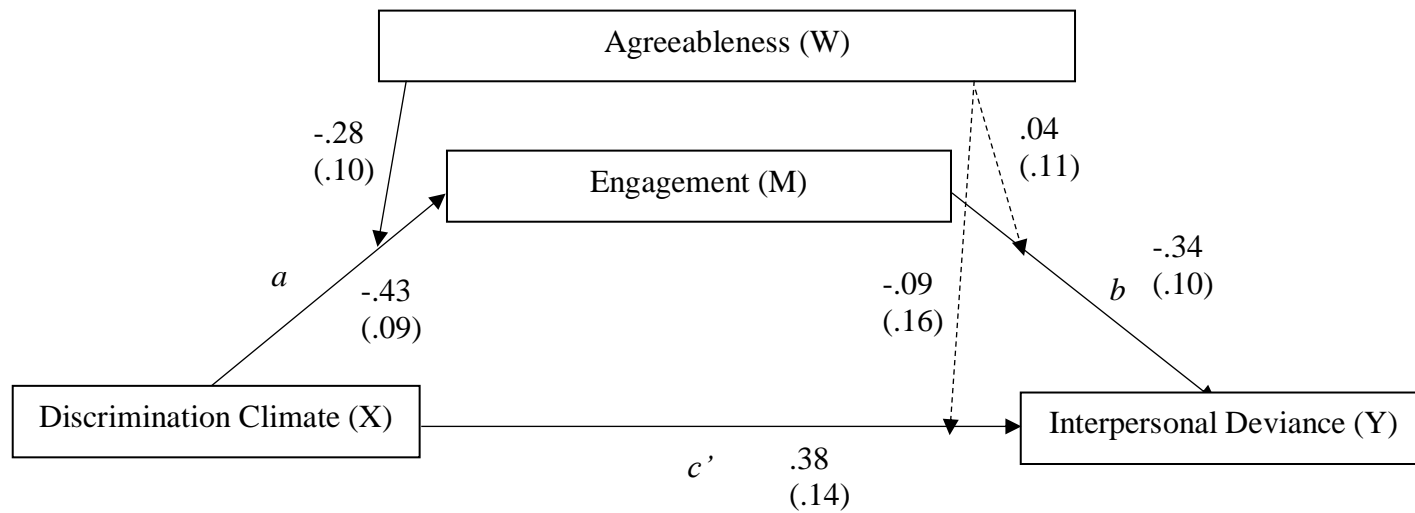 Agreeableness (W)
-.28
(.10)
.04
(.11)
Engagement (M)
a
-.43
(.09)
-.09
(.16)
b
-.34
(.10)
Discrimination Climate (X)
Interpersonal Deviance (Y)
c’
.38
(.14)